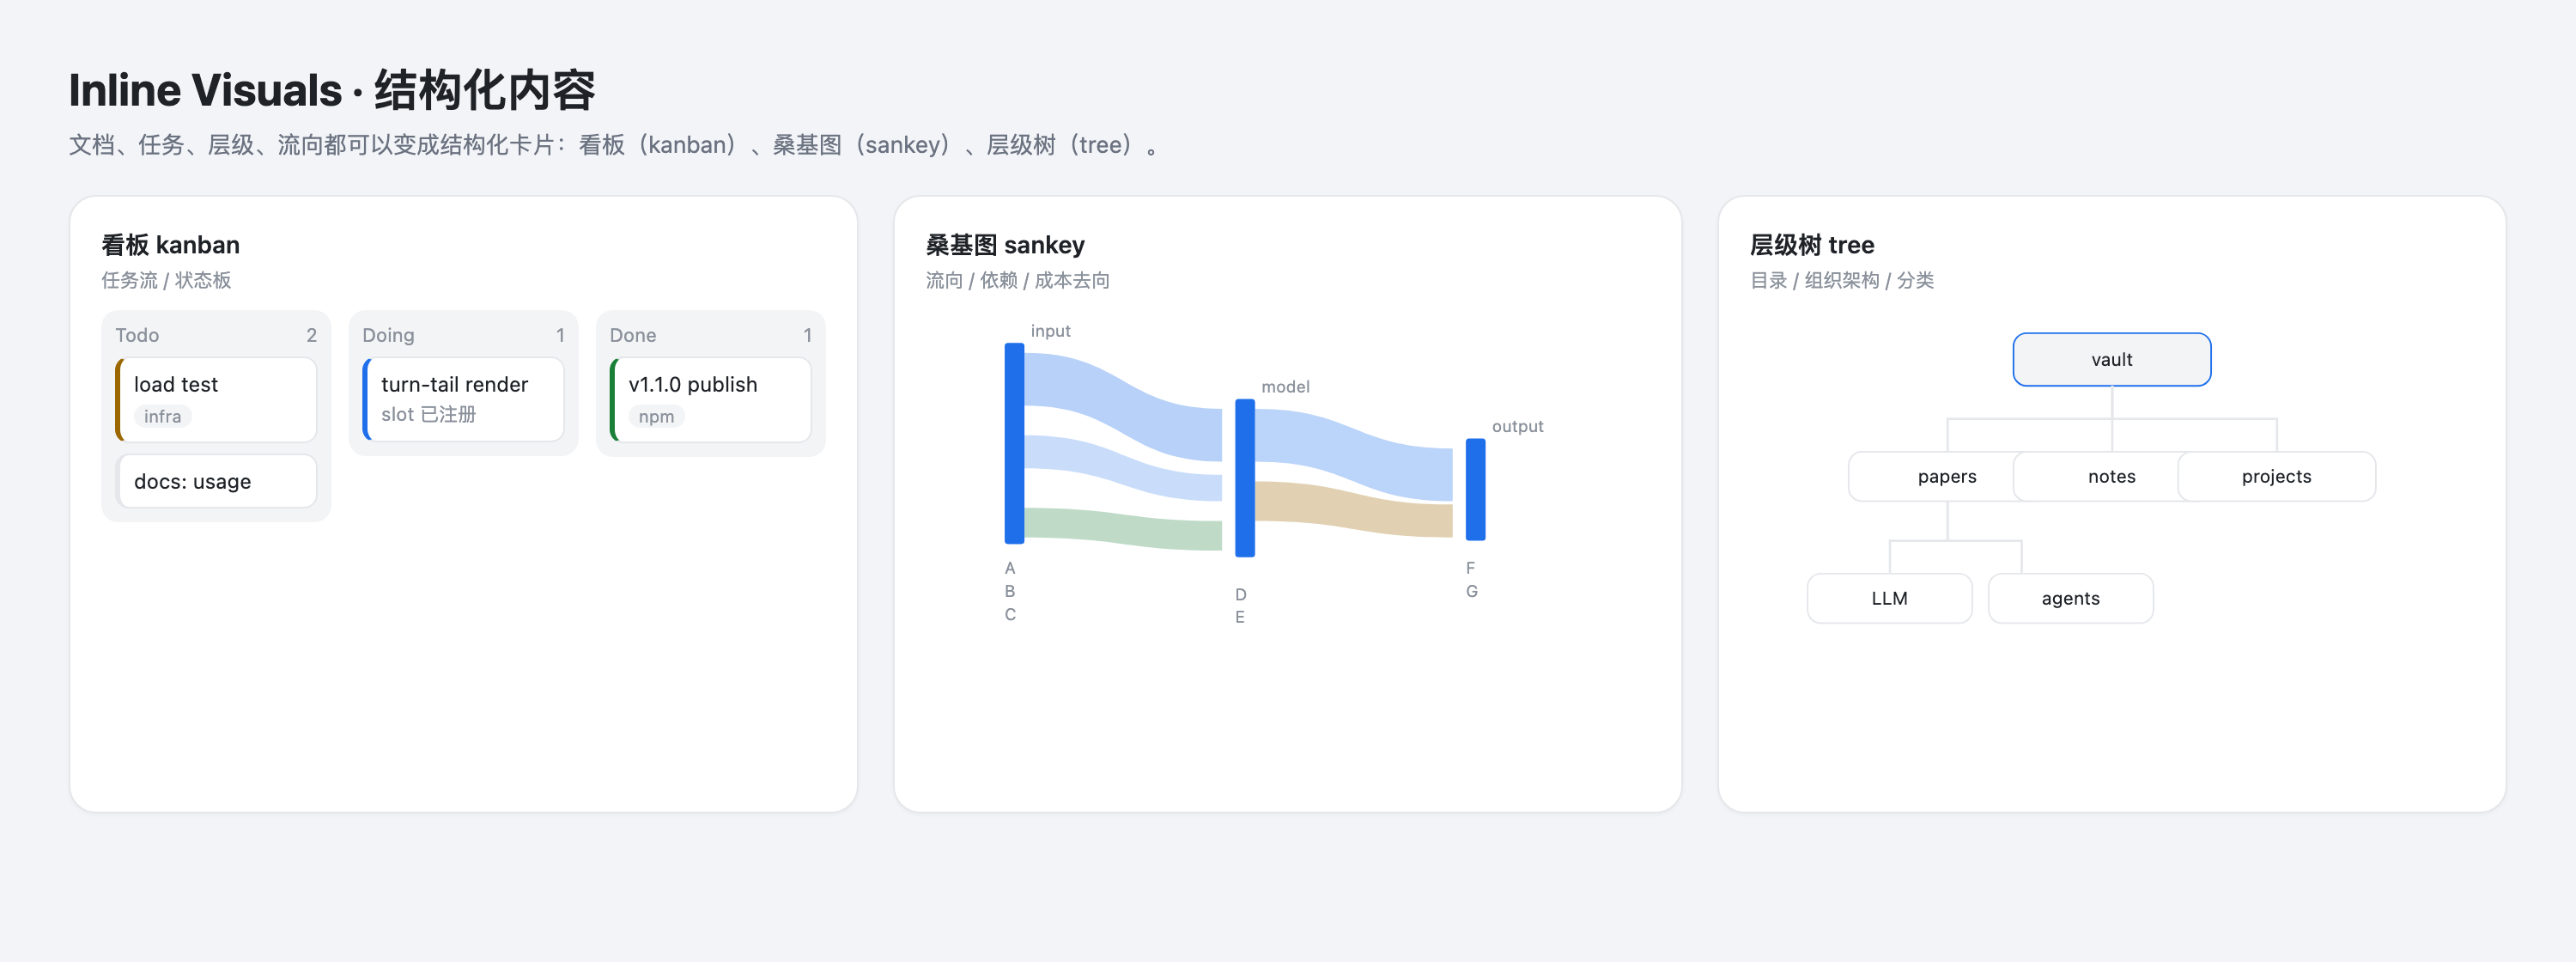 Inline Visuals · 结构化内容
文档、任务、层级、流向都可以变成结构化卡片：看板（kanban）、桑基图（sankey）、层级树（tree）。
看板 kanban
任务流 / 状态板
Todo 2
load test
infra
docs: usage
Doing 1
turn-tail render
slot 已注册
Done 1
v1.1.0 publish
npm
桑基图 sankey
流向 / 依赖 / 成本去向
input
model
output
A
B
C
D
E
F
G
层级树 tree
目录 / 组织架构 / 分类
vault
papers
notes
projects
LLM
agents